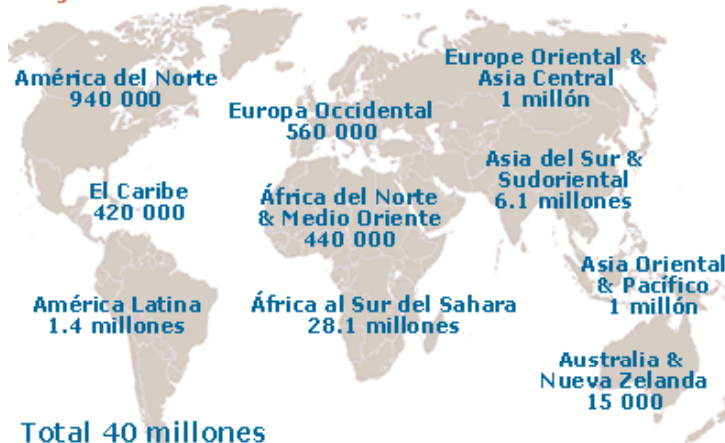 América del Norte
940 000
Europe Oriental &
Asia Central
1 millón
Europa Occidental
560 000
El Caribe
420 000
África del Norte
& Medio Oriente
440 000
Asia del Sur &
Sudoriental
6.1 millones
Asia Oriental
& Pacífico
1 millón
América Latina
1.4 millones
África al Sur del Sahara
28.1 millones
Australia &
Nueva Zelanda
15 000
Total 40 millones